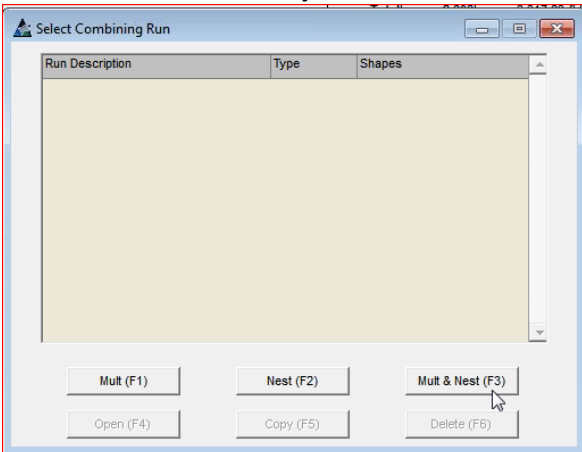 Select Combining Run
Run Description Type Shapes
Mult (F1) Nest (F2) Mult & Nest (F3)
Open (F4) Copy (F5) Delete (F6)